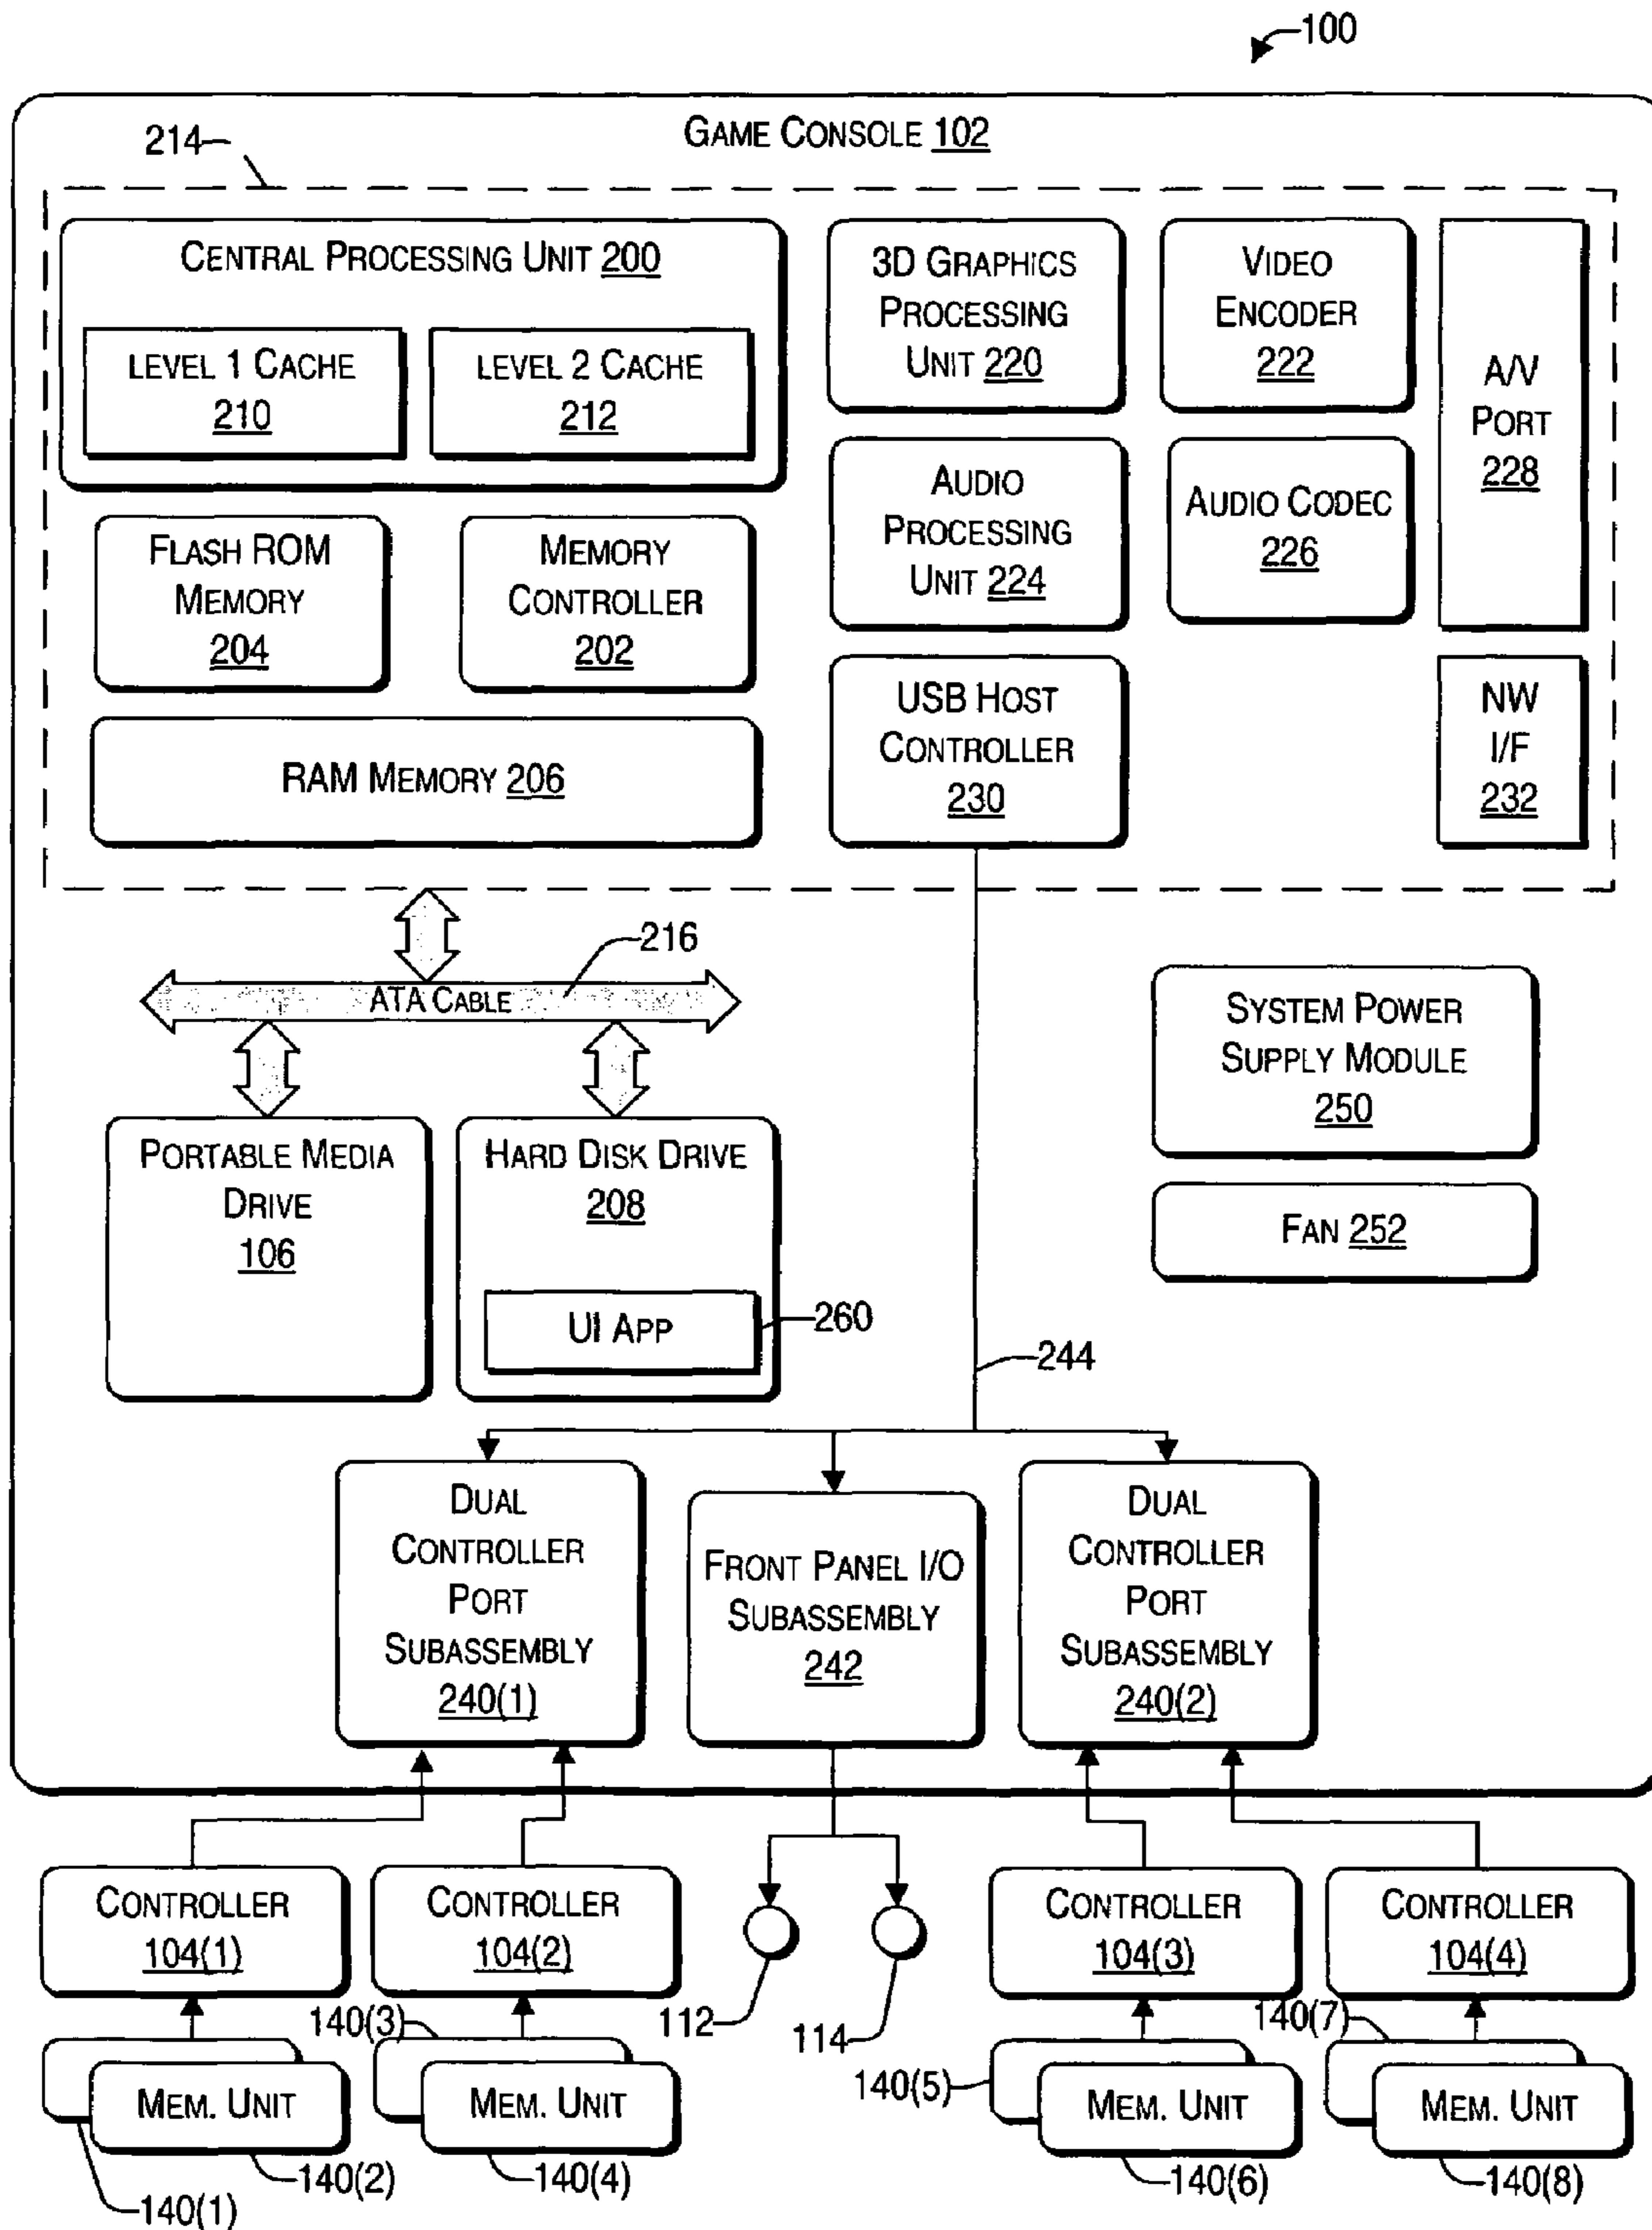 100
GAME CONSOLE 102
214
CENTRAL PROCESSING UNIT 200
LEVEL 1 CACHE
210
LEVEL 2 CACHE
212
3D GRAPHICS
PROCESSING
UNIT 220
VIDEO
ENCODER
222
A/V
PORT
228
AUDIO
PROCESSING
UNIT 224
AUDIO CODEC
226
FLASH ROM
MEMORY
204
MEMORY
CONTROLLER
202
USB HOST
CONTROLLER
230
NW
I/F
232
RAM MEMORY 206
216
ATA CABLE
SYSTEM POWER
SUPPLY MODULE
250
PORTABLE MEDIA
DRIVE
106
HARD DISK DRIVE
208
FAN 252
UI APP
260
244
DUAL
CONTROLLER
PORT
SUBASSEMBLY
240(1)
FRONT PANEL I/O
SUBASSEMBLY
242
DUAL
CONTROLLER
PORT
SUBASSEMBLY
240(2)
CONTROLLER
104(1)
CONTROLLER
104(2)
CONTROLLER
104(3)
CONTROLLER
104(4)
112
114
140(3)
140(7)
140(5)
MEM. UNIT
MEM. UNIT
MEM. UNIT
MEM. UNIT
140(1)
140(2)
140(4)
140(6)
140(8)